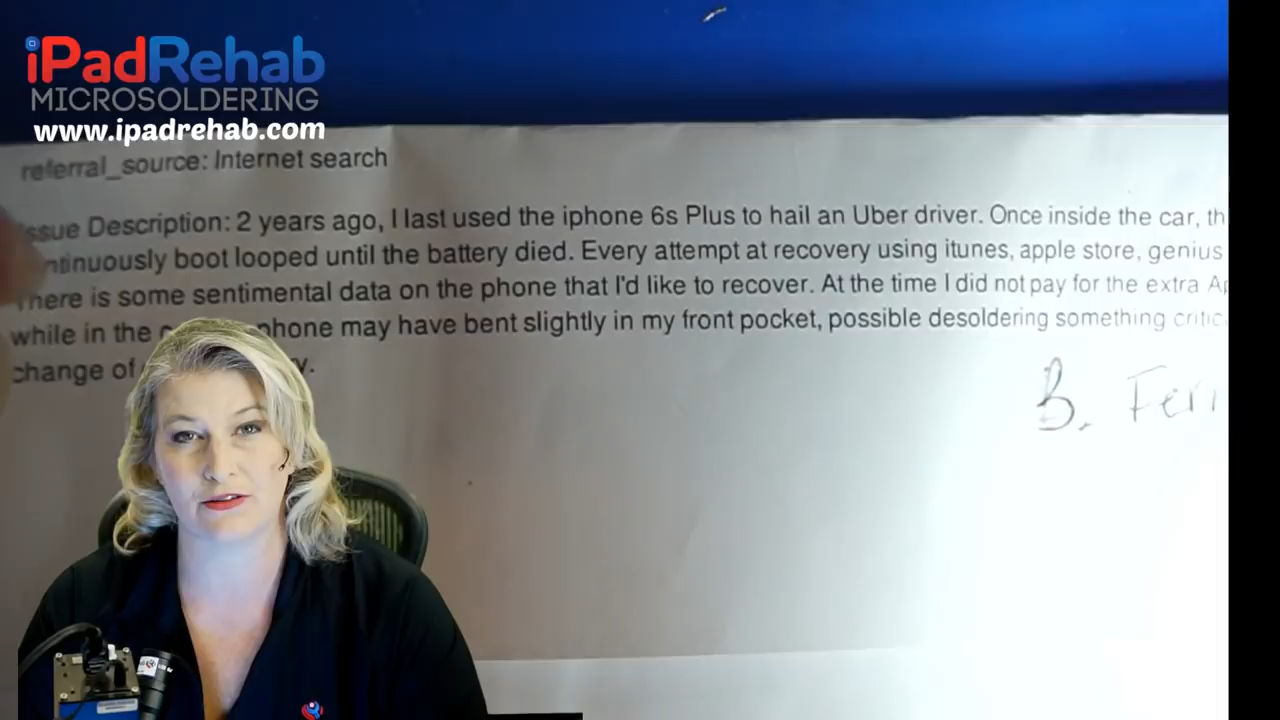 iPadRehab
MICROSOLDERING
www.ipadrehab.com
referral_source: Internet search
Issue Description: 2 years ago, I last used the iphone 6s Plus to hail an Uber driver. Once inside the car, th
ntinuously boot looped until the battery died. Every attempt at recovery using itunes, apple store, genius
There is some sentimental data on the phone that I'd like to recover. At the time I did not pay for the extra Ap
while in the phone may have bent slightly in my front pocket, possible desoldering something critic
change of
B. Ferr